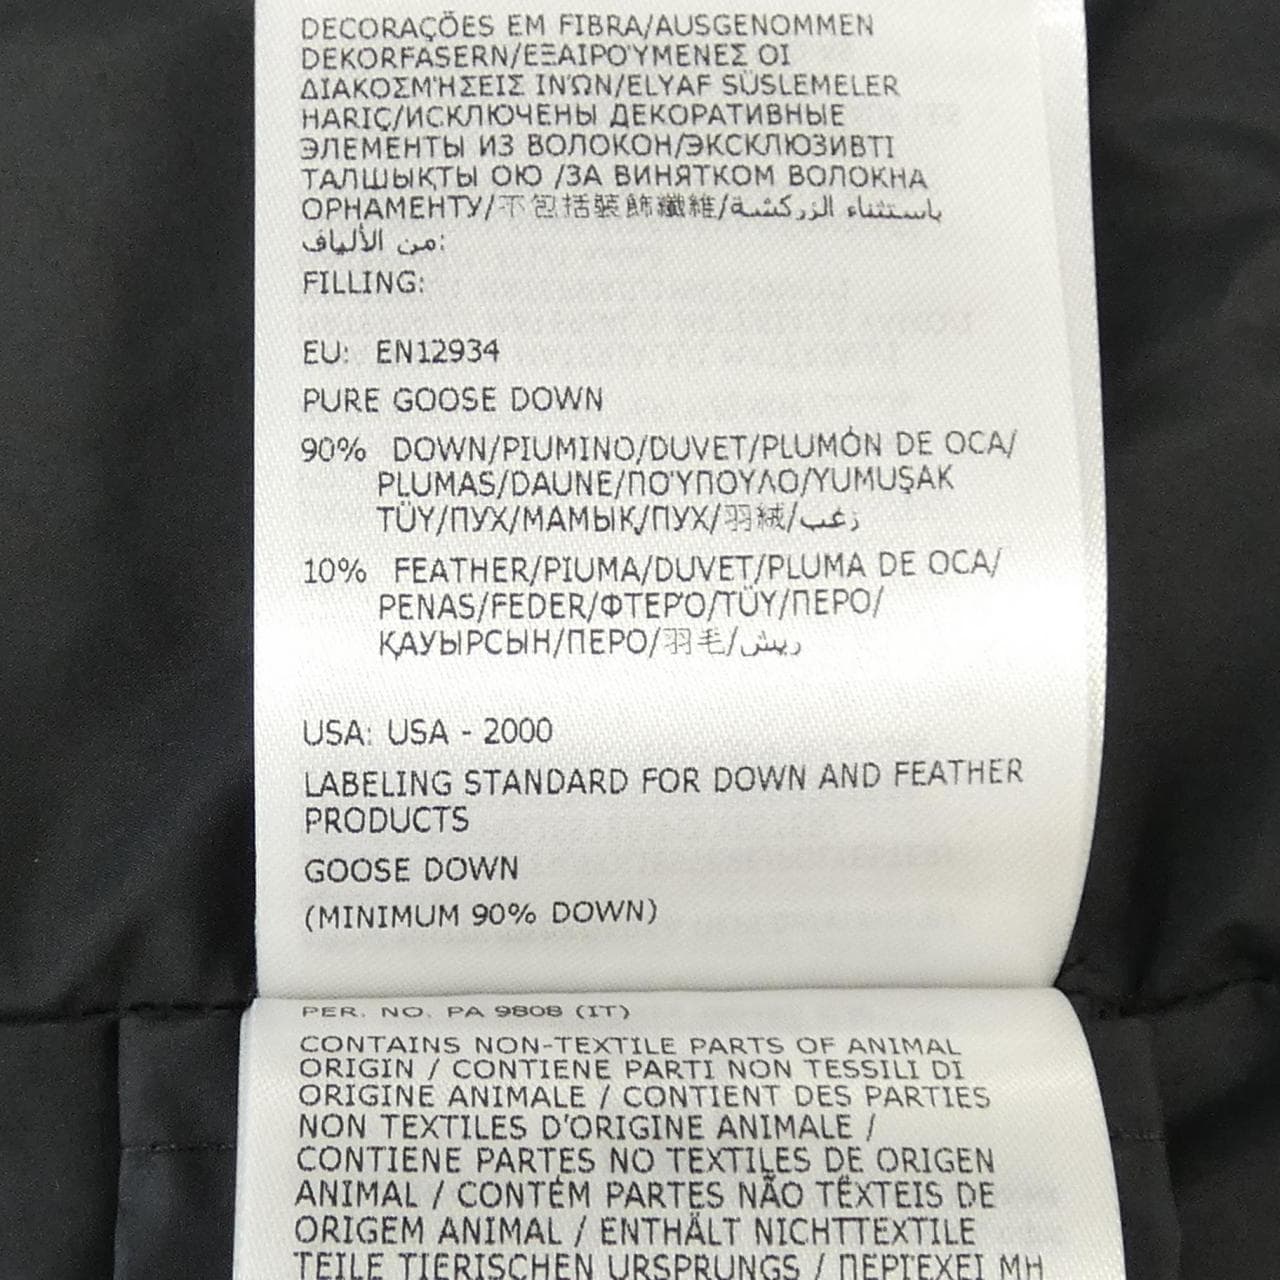 DECORAÇÕES EM FIBRA/AUSGENOMMEN
DEKORFASERN/ΕΞΑΙΡΟΎΜΕΝΕΣ ΟΙ
ΔΙΑΚΟΣΜΉΣΕΙΣ ΙΝΏΝ/ELYAF SÜSLEMELER
HARIÇ/ИСКЛЮЧЕНЫ ДЕКОРАТИВНЫЕ
ЭЛЕМЕНТЫ ИЗ ВОЛОКОН/ЭКСКЛЮЗИВТІ
ТАЛШЫҚТЫ ОЮ /ЗА ВИНЯТКОМ ВОЛОКНА
ОРНАМЕНТУ/不包括裝飾纖維/باستثناء الزركشة
من الألياف:
FILLING:
EU: EN12934
PURE GOOSE DOWN
90% DOWN/PIUMINO/DUVET/PLUMÓN DE OCA/
PLUMAS/DAUNE/ΠΟΎΠΟΥΛΟ/YUMUŞAK
TÜY/ПУХ/МАМЫҚ/ПУХ/羽絨/زغب
10% FEATHER/PIUMA/DUVET/PLUMA DE OCA/
PENAS/FEDER/ΦΤΕΡΌ/TÜY/ПЕРО/
ҚАУЫРСЫН/ПЕРО/羽毛/ريش
USA: USA - 2000
LABELING STANDARD FOR DOWN AND FEATHER
PRODUCTS
GOOSE DOWN
(MINIMUM 90% DOWN)
PER. NO. PA 9808 (IT)
CONTAINS NON-TEXTILE PARTS OF ANIMAL
ORIGIN / CONTIENE PARTI NON TESSILI DI
ORIGINE ANIMALE / CONTIENT DES PARTIES
NON TEXTILES D'ORIGINE ANIMALE /
CONTIENE PARTES NO TEXTILES DE ORIGEN
ANIMAL / CONTÉM PARTES NÃO TÊXTEIS DE
ORIGEM ANIMAL / ENTHÄLT NICHTTEXTILE
TEILE TIERISCHEN URSPRUNGS / ΠΕΡΙΈΧΕΙ ΜΗ